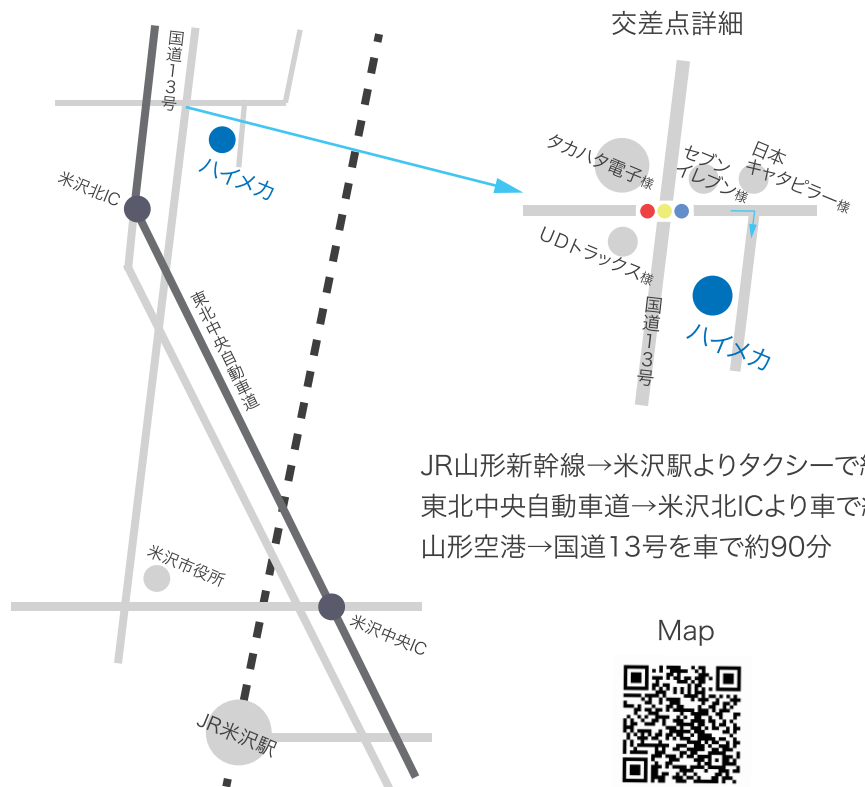 交差点詳細
国道13号
ハイメカ
米沢北IC
東北中央自動車道
米沢市役所
米沢中央IC
JR米沢駅
タカハタ電子様
セブン
イレブン様
日本
キャタピラー様
UDトラックス様
国道13号
ハイメカ
JR山形新幹線→米沢駅よりタクシーで
東北中央自動車道→米沢北ICより車で
山形空港→国道13号を車で約90分
Map